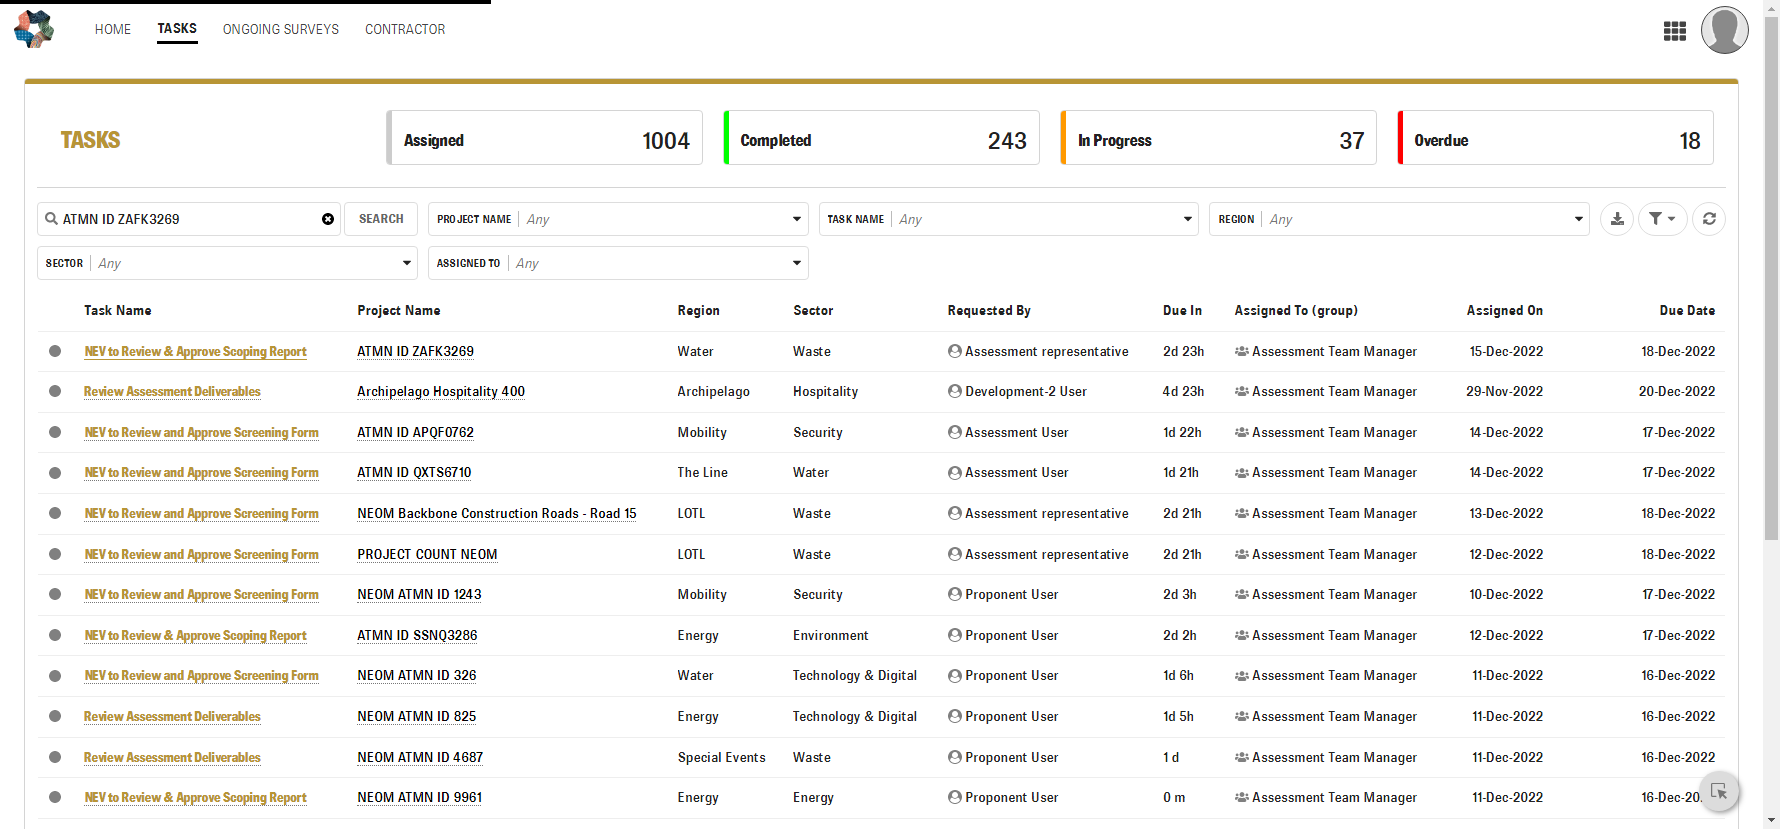 HOME TASKS ONGOING SURVEYS CONTRACTOR
TASKS Assigned 1004 Completed 243 In Progress 37 Overdue 18
ATMN ID ZAFK3269 SEARCH PROJECT NAME Any TASK NAME Any REGION Any
SECTOR Any ASSIGNED TO Any
Task Name Project Name Region Sector Requested By Due In Assigned To (group) Assigned On Due Date
NEV to Review & Approve Scoping Report ATMN ID ZAFK3269 Water Waste Assessment representative 2d 23h Assessment Team Manager 15-Dec-2022 18-Dec-2022
Review Assessment Deliverables Archipelago Hospitality 400 Archipelago Hospitality Development-2 User 4d 23h Assessment Team Manager 29-Nov-2022 20-Dec-2022
NEV to Review and Approve Screening Form ATMN ID APQF0762 Mobility Security Assessment User 1d 22h Assessment Team Manager 14-Dec-2022 17-Dec-2022
NEV to Review and Approve Screening Form ATMN ID QXTS6710 The Line Water Assessment User 1d 21h Assessment Team Manager 14-Dec-2022 17-Dec-2022
NEV to Review and Approve Screening Form NEOM Backbone Construction Roads - Road 15 LOTL Waste Assessment representative 2d 21h Assessment Team Manager 13-Dec-2022 18-Dec-2022
NEV to Review and Approve Screening Form PROJECT COUNT NEOM LOTL Waste Assessment representative 2d 21h Assessment Team Manager 12-Dec-2022 18-Dec-2022
NEV to Review and Approve Screening Form NEOM ATMN ID 1243 Mobility Security Proponent User 2d 3h Assessment Team Manager 10-Dec-2022 17-Dec-2022
NEV to Review & Approve Scoping Report ATMN ID SSNQ3286 Energy Environment Proponent User 2d 2h Assessment Team Manager 12-Dec-2022 17-Dec-2022
NEV to Review and Approve Screening Form NEOM ATMN ID 326 Water Technology & Digital Proponent User 1d 6h Assessment Team Manager 11-Dec-2022 16-Dec-2022
Review Assessment Deliverables NEOM ATMN ID 825 Energy Technology & Digital Proponent User 1d 5h Assessment Team Manager 11-Dec-2022 16-Dec-2022
Review Assessment Deliverables NEOM ATMN ID 4687 Special Events Waste Proponent User 1 d Assessment Team Manager 11-Dec-2022 16-Dec-2022
NEV to Review & Approve Scoping Report NEOM ATMN ID 9961 Energy Energy Proponent User 0 m Assessment Team Manager 11-Dec-2022 16-Dec-20